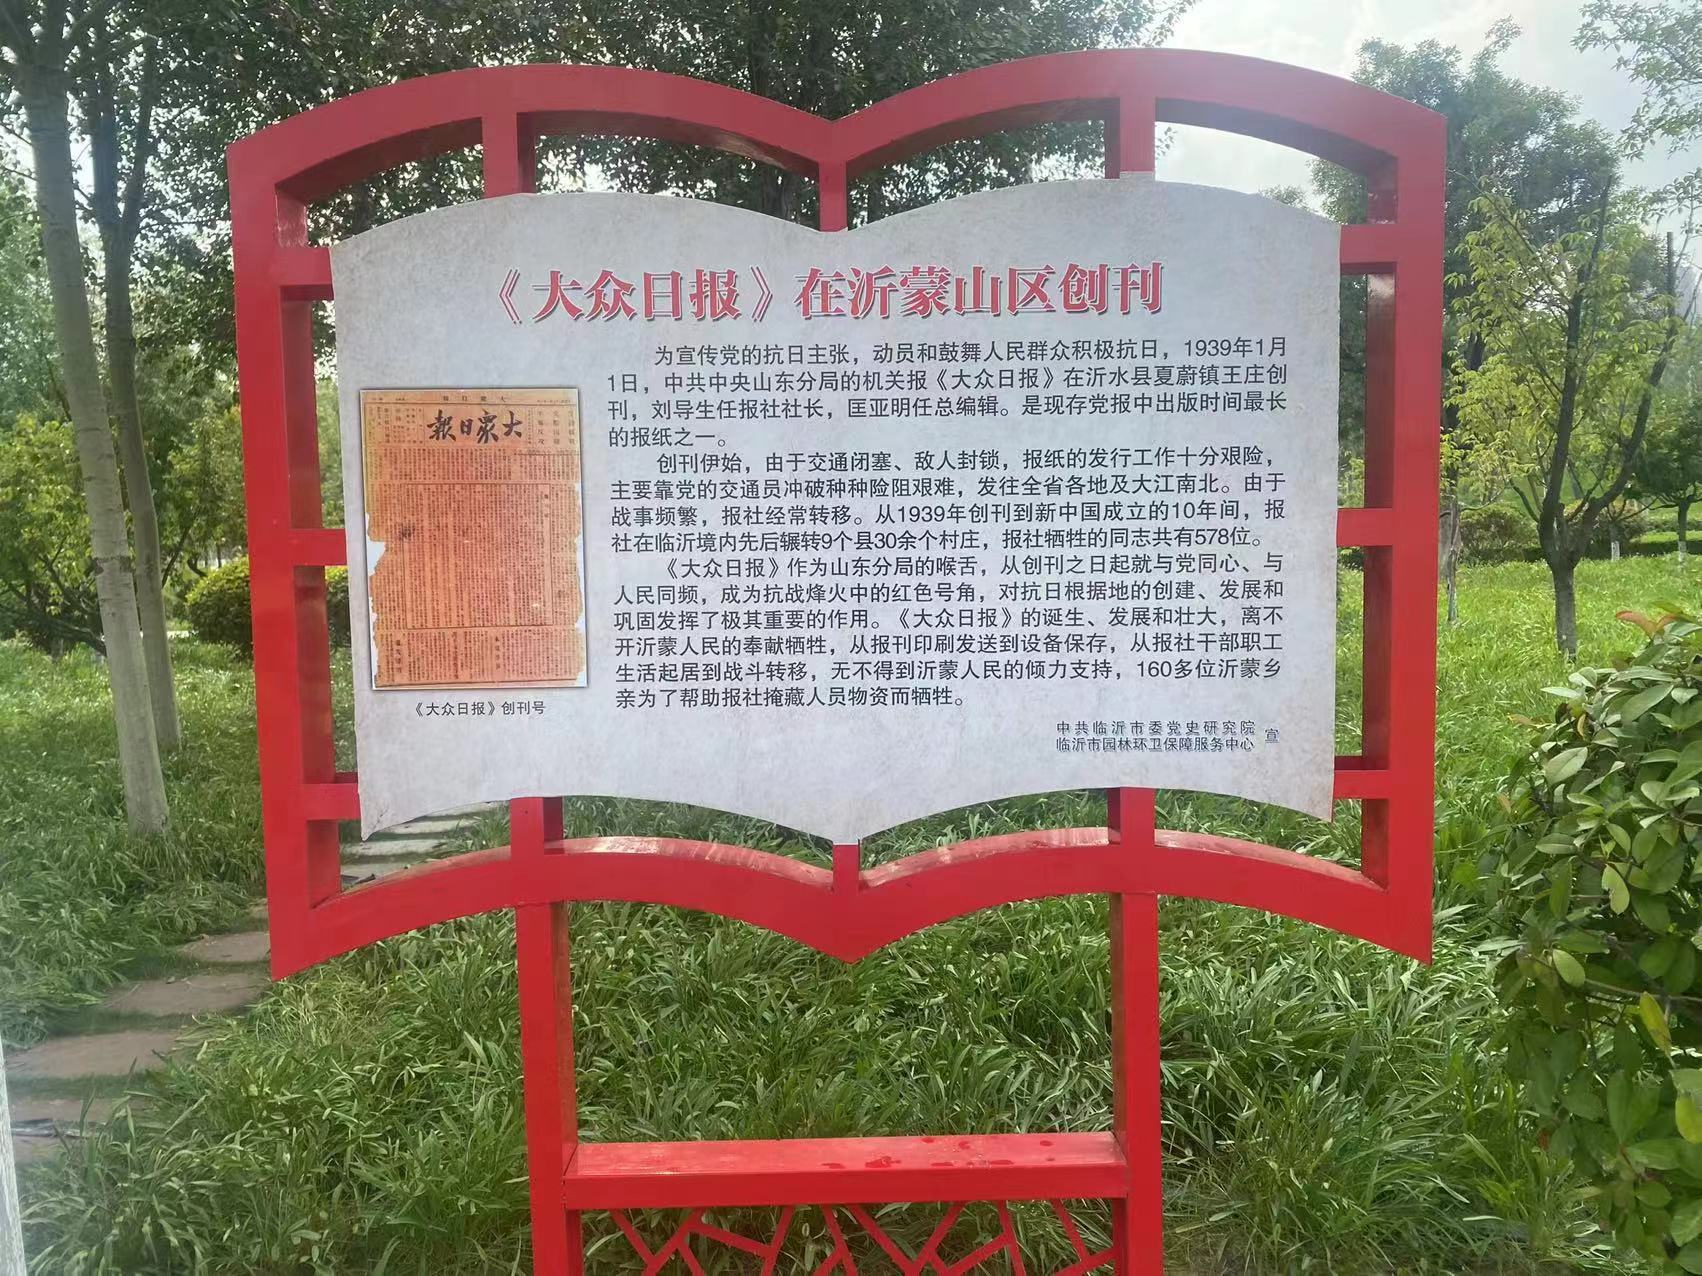 《大众日报》在沂蒙山区创刊
为宣传党的抗日主张，动员和鼓舞人民群众积极抗日，1939年1月
1日，中共中央山东分局的机关报《大众日报》在沂水县夏蔚镇王庄创
刊，刘导生任报社社长，匡亚明任总编辑。是现存党报中出版时间最长
的报纸之一。
创刊伊始，由于交通闭塞、敌人封锁，报纸的发行工作十分艰险，
主要靠党的交通员冲破种种险阻艰难，发往全省各地及大江南北。由于
战事频繁，报社经常转移。从1939年创刊到新中国成立的10年间，报
社在临沂境内先后辗转9个县30余个村庄，报社牺牲的同志共有578位。
《大众日报》作为山东分局的喉舌，从创刊之日起就与党同心、与
人民同频，成为抗战烽火中的红色号角，对抗日根据地的创建、发展和
巩固发挥了极其重要的作用。《大众日报》的诞生、发展和壮大，离不
开沂蒙人民的奉献牺牲，从报刊印刷发送到设备保存，从报社干部职工
生活起居到战斗转移，无不得到沂蒙人民的倾力支持，160多位沂蒙乡
亲为了帮助报社掩藏人员物资而牺牲。
報日衆大
《大众日报》创刊号
中共临沂市委党史研究院
临沂市园林环卫保障服务中心 宣